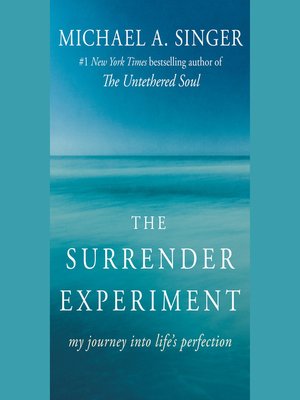 MICHAEL A. SINGER
#1 New York Times bestselling author of
The Untethered Soul
THE
SURRENDER
EXPERIMENT
my journey into life's perfection